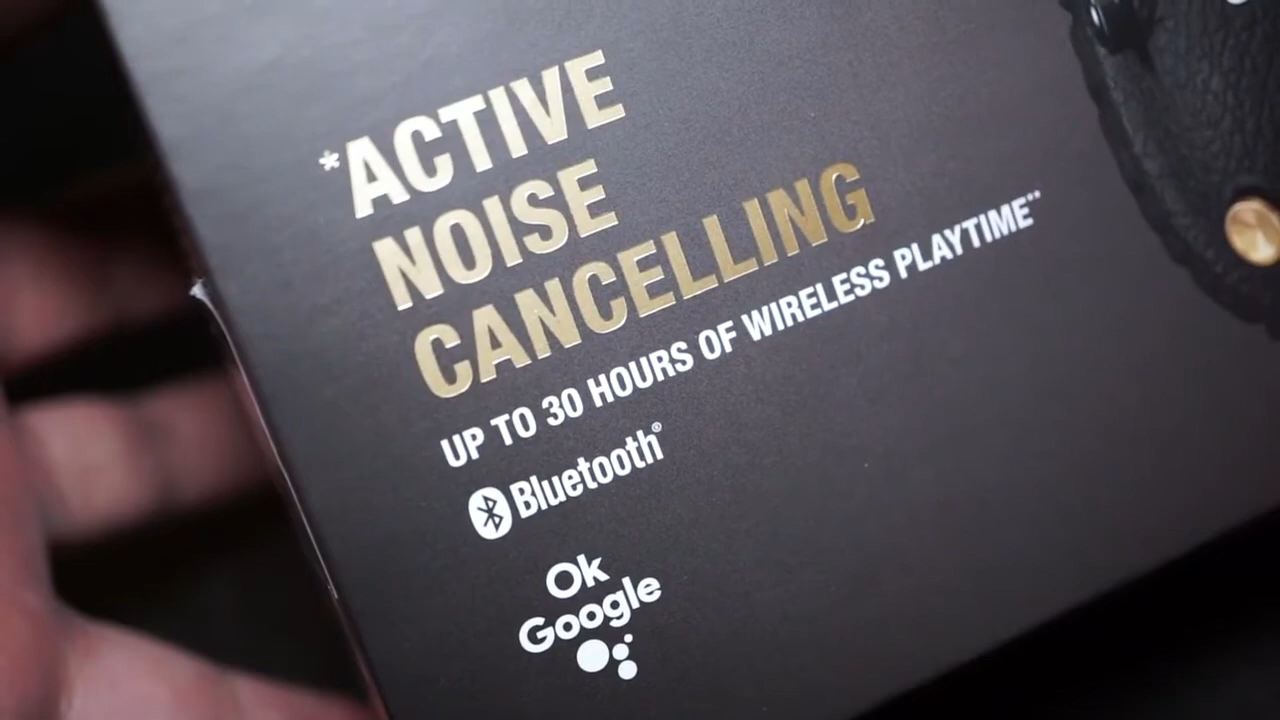 *ACTIVE
NOISE
CANCELLING
UP TO 30 HOURS OF WIRELESS PLAYTIME**
Bluetooth®
Ok
Google